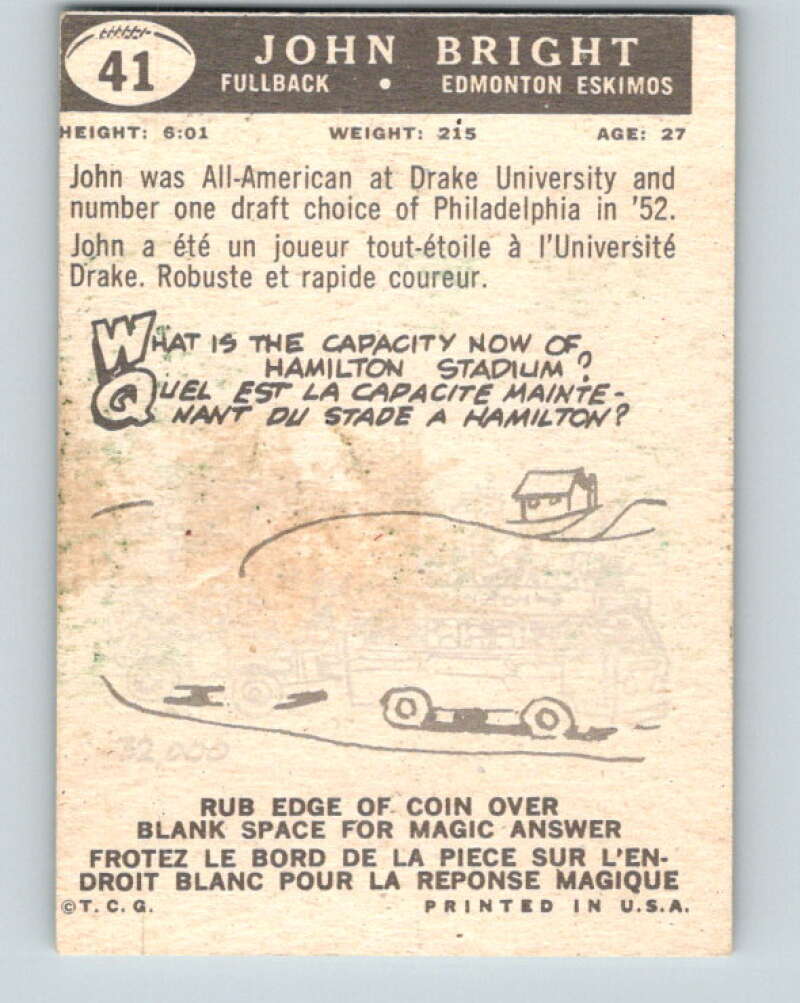 41
JOHN BRIGHT
FULLBACK • EDMONTON ESKIMOS
HEIGHT: 6:01 WEIGHT: 215 AGE: 27
John was All-American at Drake University and
number one draft choice of Philadelphia in '52.
John a été un joueur tout-étoile à l'Université
Drake. Robuste et rapide coureur.
WHAT IS THE CAPACITY NOW OF
HAMILTON STADIUM?
QUEL EST LA CAPACITE MAINTE-
NANT DU STADE A HAMILTON?
32,000
RUB EDGE OF COIN OVER
BLANK SPACE FOR MAGIC ANSWER
FROTEZ LE BORD DE LA PIECE SUR L'EN-
DROIT BLANC POUR LA REPONSE MAGIQUE
©T.C.G. PRINTED IN U.S.A.